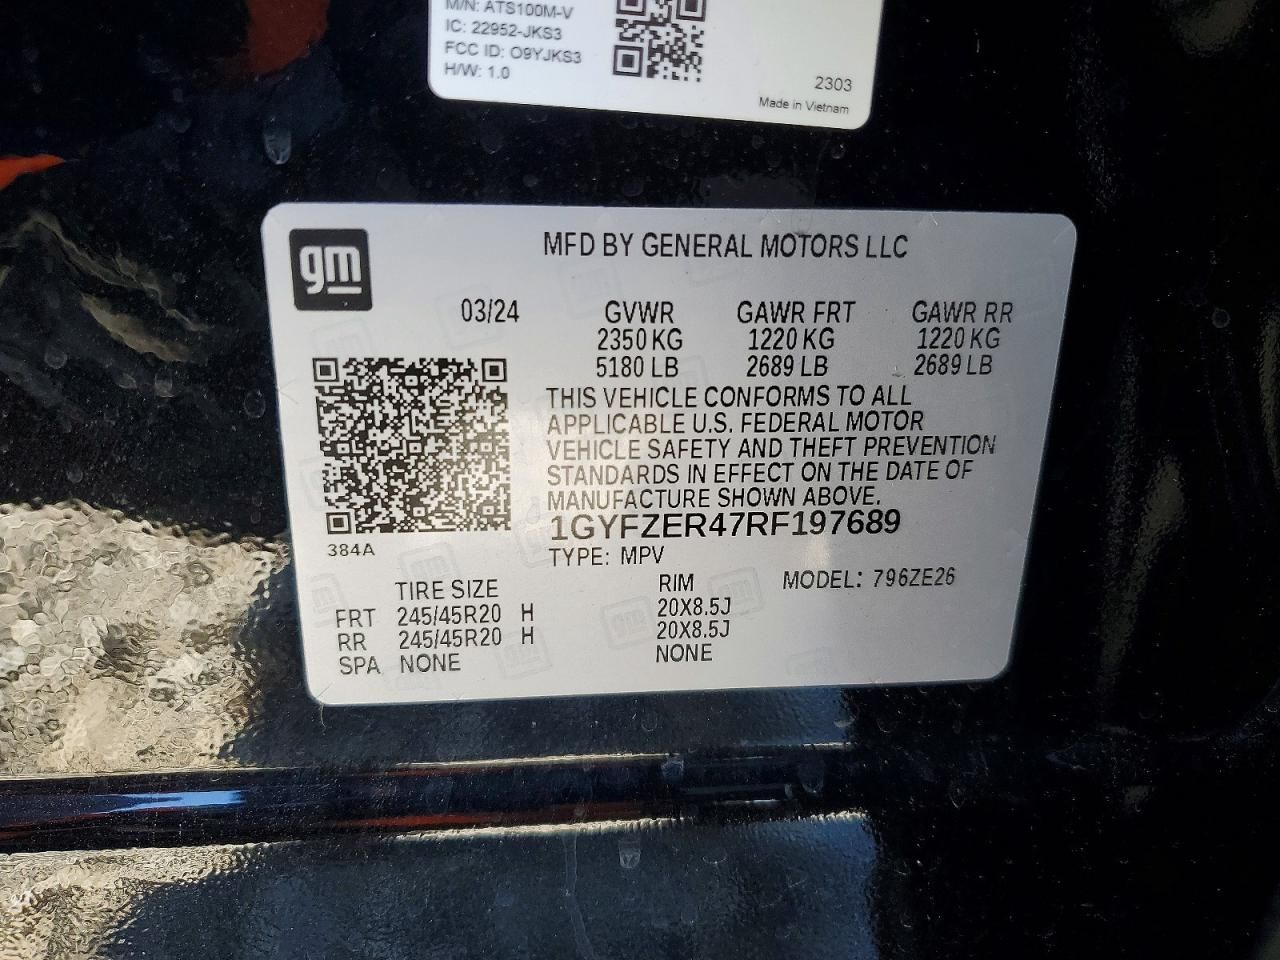 M/N: ATS100M-V
IC: 22952-JKS3
FCC ID: O9YJKS3
H/W: 1.0
2303
Made in Vietnam
gm
MFD BY GENERAL MOTORS LLC
03/24 GVWR GAWR FRT GAWR RR
2350 KG 1220 KG 1220 KG
5180 LB 2689 LB 2689 LB
THIS VEHICLE CONFORMS TO ALL
APPLICABLE U.S. FEDERAL MOTOR
VEHICLE SAFETY AND THEFT PREVENTION
STANDARDS IN EFFECT ON THE DATE OF
MANUFACTURE SHOWN ABOVE.
1GYFZER47RF197689
384A
TYPE: MPV
TIRE SIZE RIM MODEL: 796ZE26
FRT 245/45R20 H 20X8.5J
RR 245/45R20 H 20X8.5J
SPA NONE NONE